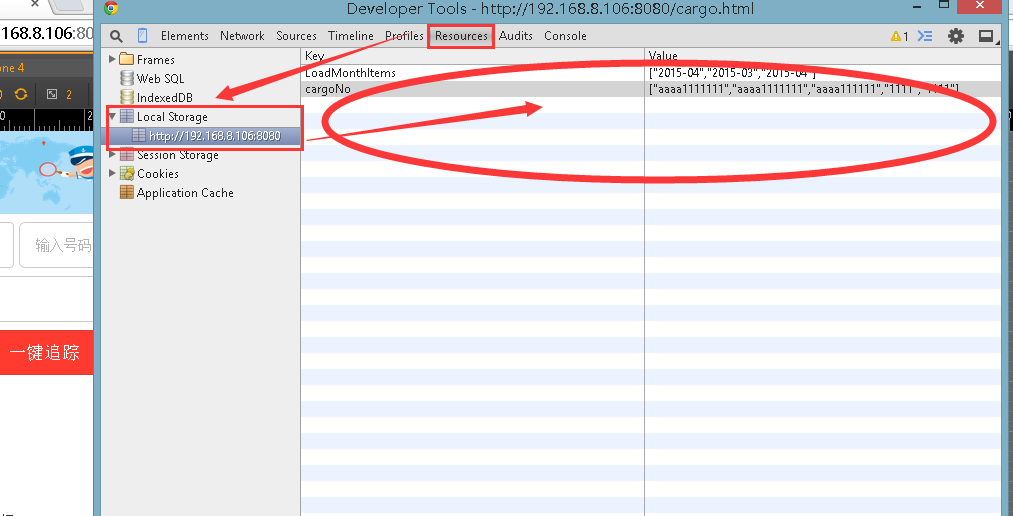 Developer Tools - http://192.168.8.106:8080/cargo.html
168.8.106:80
Elements Network Sources Timeline Profiles Resources Audits Console
1
one 4
2
Frames
Web SQL
IndexedDB
Local Storage
http://192.168.8.106:8080
Session Storage
Cookies
Application Cache
Key Value
LoadMonthItems ["2015-04","2015-03","2015-04"]
cargoNo ["aaaa1111111","aaaa1111111","aaaa111111","1111","1111"]
输入号码
一键追踪